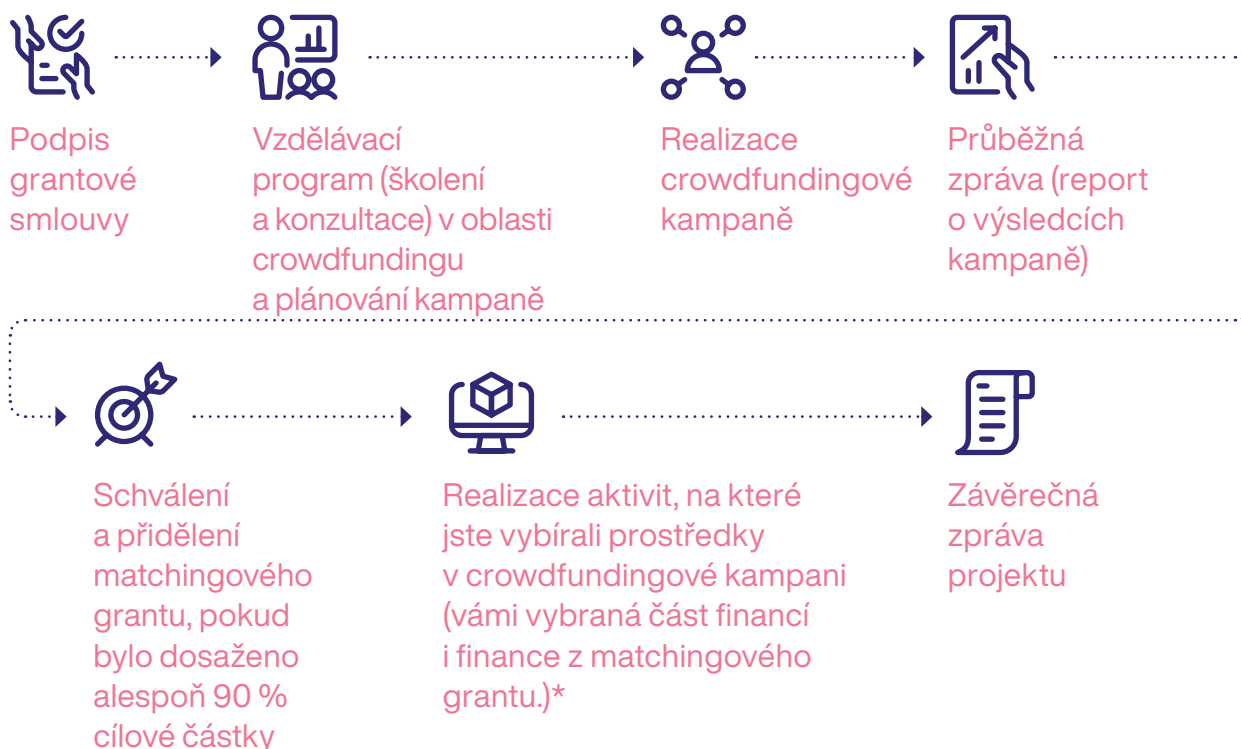 Podpis
grantové
smlouvy
Vzdělávací
program (školení
a konzultace) v oblasti
crowdfundingu
a plánování kampaně
Realizace
crowdfundingové
kampaně
Průběžná
zpráva (report
o výsledcích
kampaně)
Schválení
a přidělení
matchingového
grantu, pokud
bylo dosaženo
alespoň 90 %
cílové částky
Realizace aktivit, na které
jste vybírali prostředky
v crowdfundingové kampani
(vámi vybraná část financí
i finance z matchingového
grantu.)*
Závěrečná
zpráva
projektu